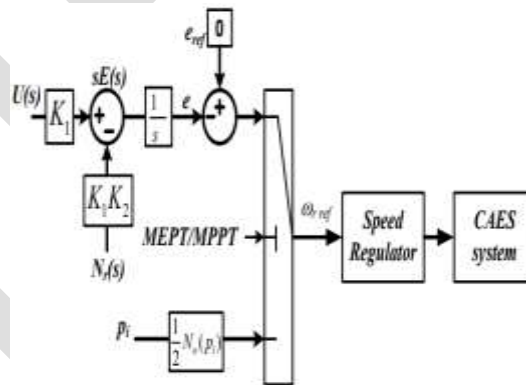 0
e_ref
sE(s)
U(s)
K_1
+
-
1/s
e
-
+
K_1K_2
N_r(s)
MEPT/MPPT
ω_r ref
Speed
Regulator
CAES
system
p_i
1/2 N_o(p_i)